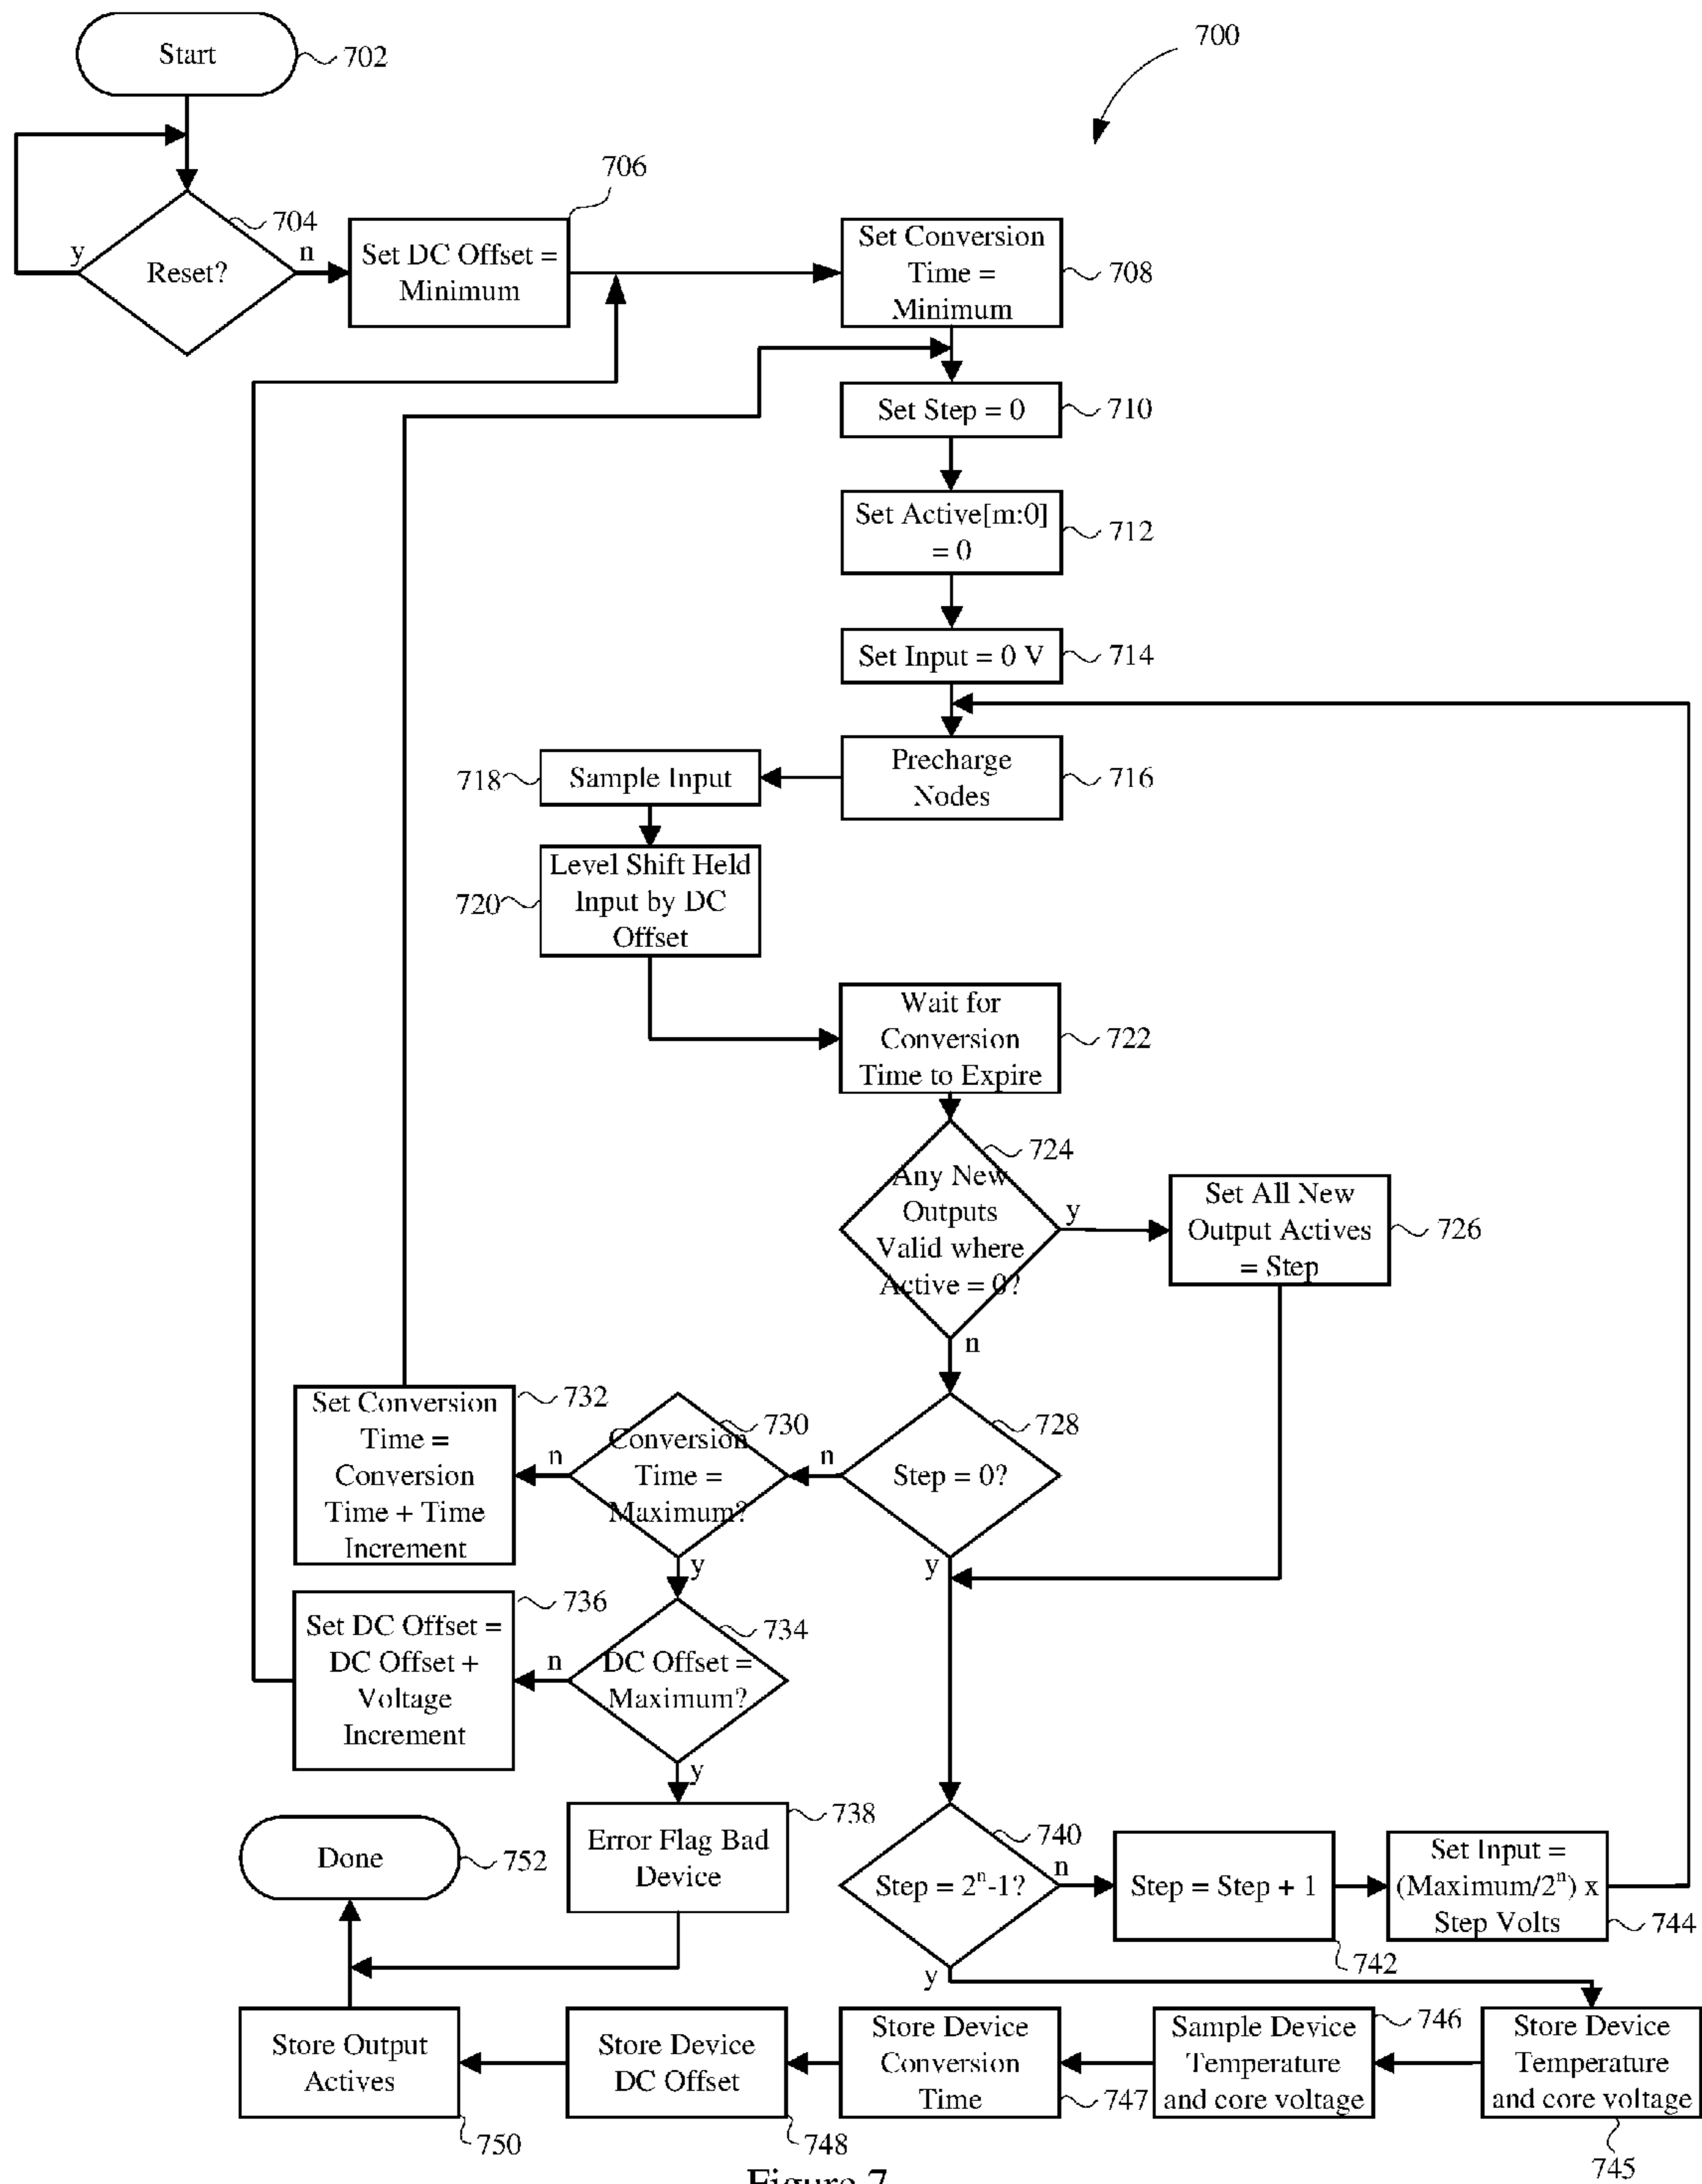 700
Start
702
706
704
y
n
Reset?
Set DC Offset =
Minimum
Set Conversion
Time =
Minimum
708
Set Step = 0
710
Set Active[m:0]
= 0
712
Set Input = 0 V
714
Precharge
Nodes
716
718
Sample Input
720
Level Shift Held
Input by DC
Offset
Wait for
Conversion
Time to Expire
722
724
Any New
Outputs
Valid where
Active = 0?
y
n
Set All New
Output Actives
= Step
726
728
Step = 0?
n
y
730
Conversion
Time =
Maximum?
n
y
732
Set Conversion
Time =
Conversion
Time + Time
Increment
734
DC Offset =
Maximum?
n
y
736
Set DC Offset =
DC Offset +
Voltage
Increment
738
Error Flag Bad
Device
Done
752
740
Step = 2ⁿ-1?
n
y
Step = Step + 1
742
Set Input =
(Maximum/2ⁿ) x
Step Volts
744
Store Device
Temperature
and core voltage
745
746
Sample Device
Temperature
and core voltage
Store Device
Conversion
Time
747
Store Device
DC Offset
748
Store Output
Actives
750
Figure 7